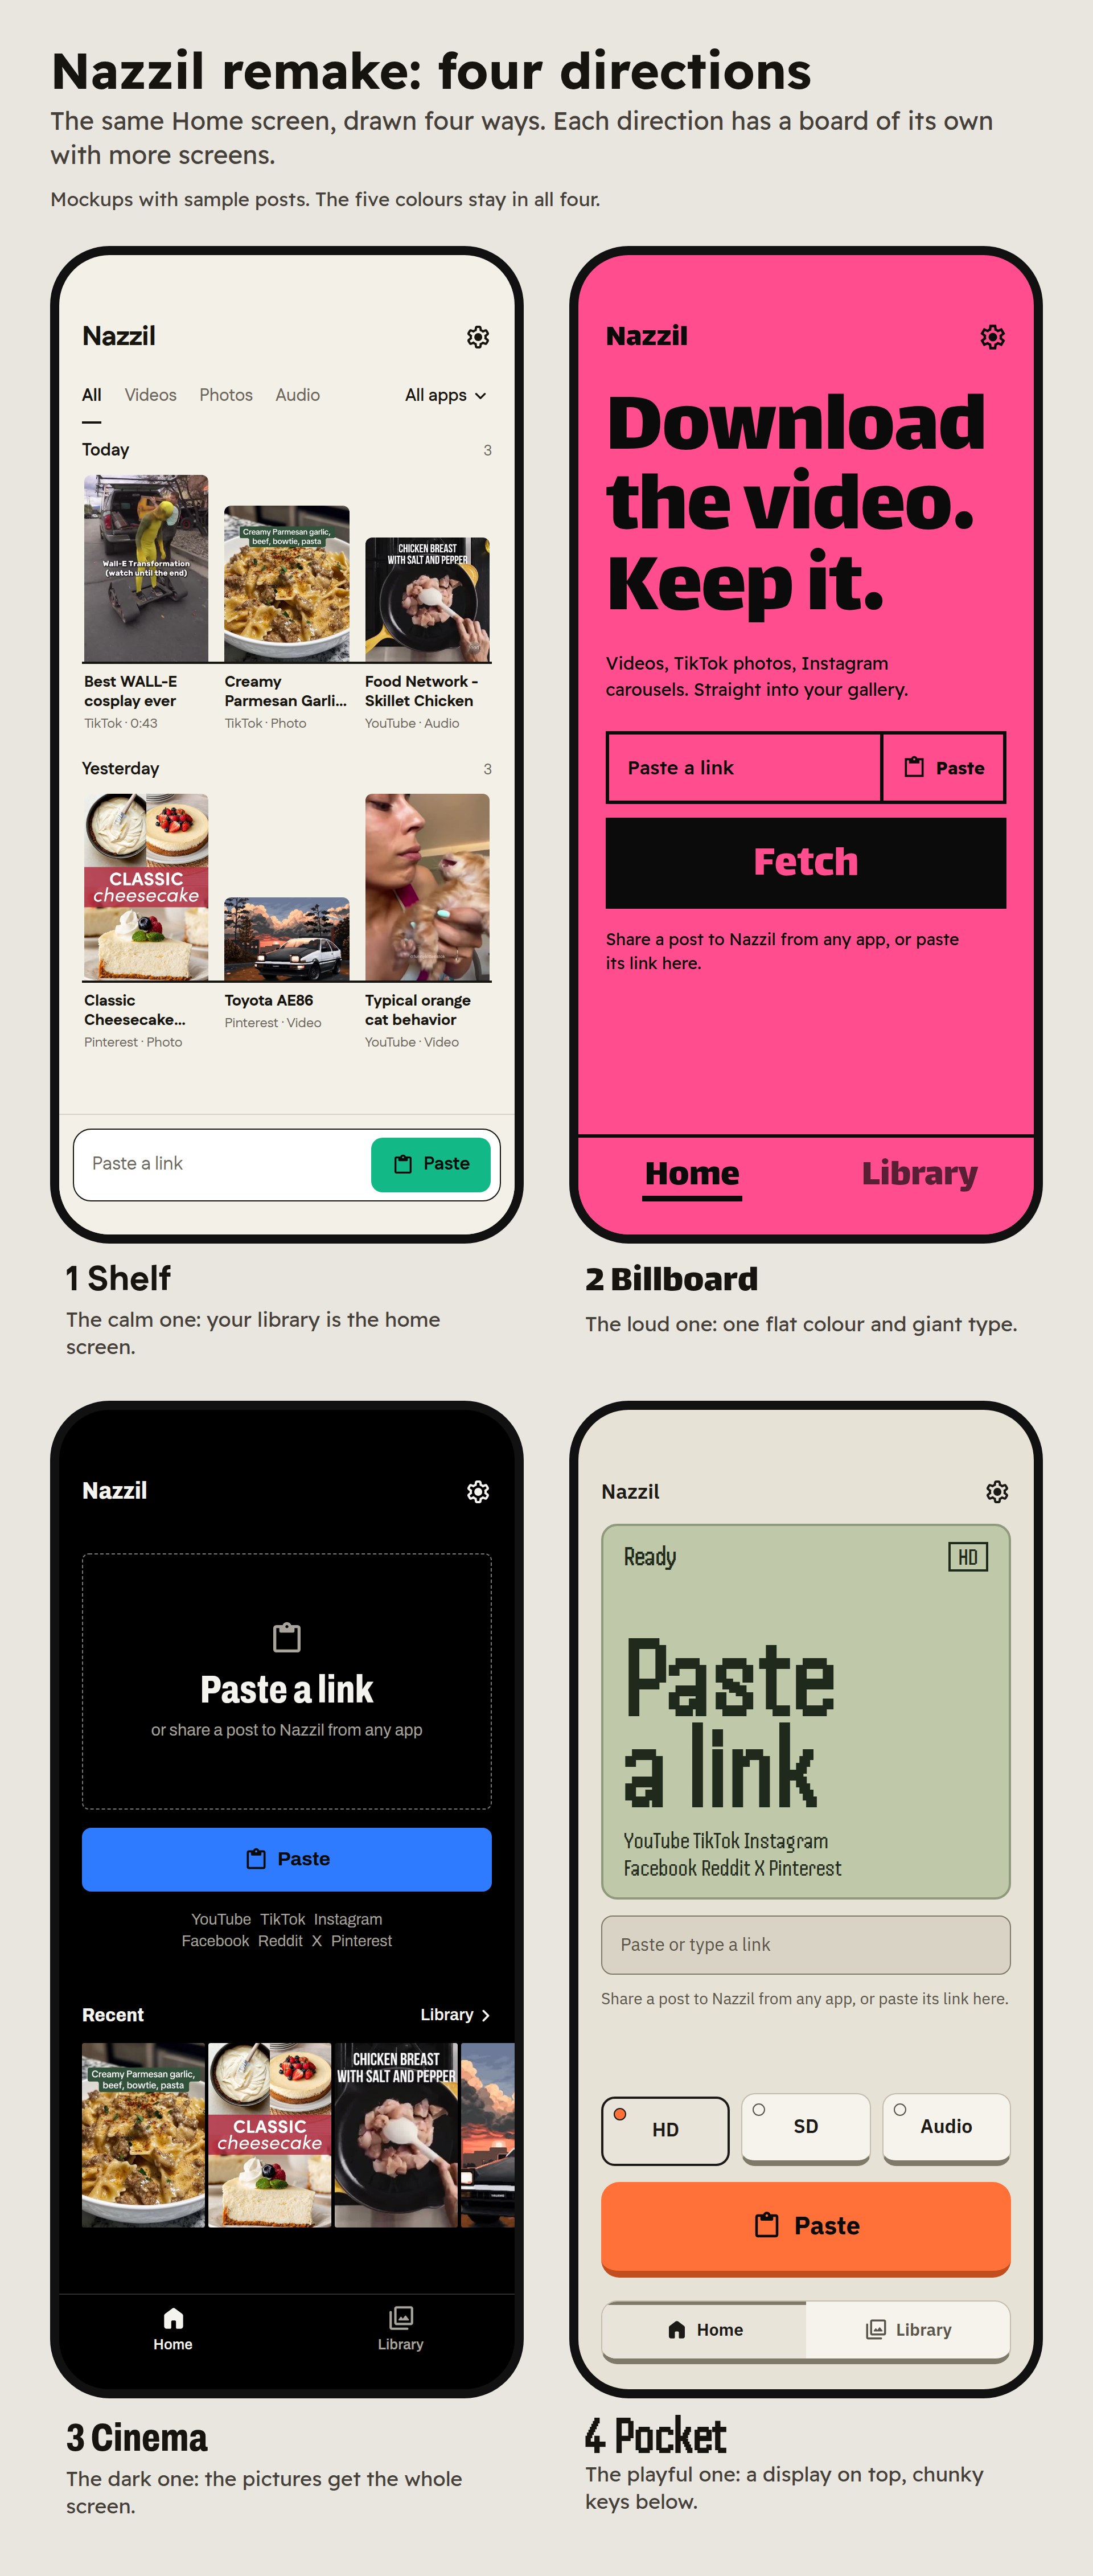 Nazzil remake: four directions
The same Home screen, drawn four ways. Each direction has a board of its own
with more screens.
Mockups with sample posts. The five colours stay in all four.
Nazzil
All Videos Photos Audio All apps
Today 3
Wall-E Transformation
(watch until the end)
Creamy Parmesan garlic,
beef, bowtie, pasta
CHICKEN BREAST
WITH SALT AND PEPPER
Best WALL-E
cosplay ever
TikTok · 0:43
Creamy
Parmesan Garli...
TikTok · Photo
Food Network -
Skillet Chicken
YouTube · Audio
Yesterday 3
CLASSIC
cheesecake
Classic
Cheesecake...
Pinterest · Photo
Toyota AE86
Pinterest · Video
Typical orange
cat behavior
YouTube · Video
Paste a link
Paste
1 Shelf
The calm one: your library is the home
screen.
Nazzil
Download
the video.
Keep it.
Videos, TikTok photos, Instagram
carousels. Straight into your gallery.
Paste a link
Paste
Fetch
Share a post to Nazzil from any app, or paste
its link here.
Home Library
2 Billboard
The loud one: one flat colour and giant type.
Nazzil
Paste a link
or share a post to Nazzil from any app
Paste
YouTube TikTok Instagram
Facebook Reddit X Pinterest
Recent Library
Creamy Parmesan garlic,
beef, bowtie, pasta
CLASSIC
cheesecake
CHICKEN BREAST
WITH SALT AND PEPPER
Home Library
3 Cinema
The dark one: the pictures get the whole
screen.
Nazzil
Ready HD
Paste
a link
YouTube TikTok Instagram
Facebook Reddit X Pinterest
Paste or type a link
Share a post to Nazzil from any app, or paste its link here.
HD SD Audio
Paste
Home Library
4 Pocket
The playful one: a display on top, chunky
keys below.